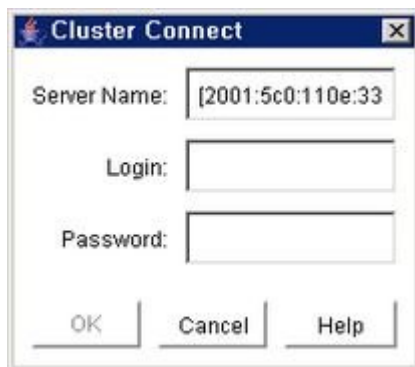 Cluster Connect
Server Name: [2001:5c0:110e:33
Login:
Password:
OK Cancel Help